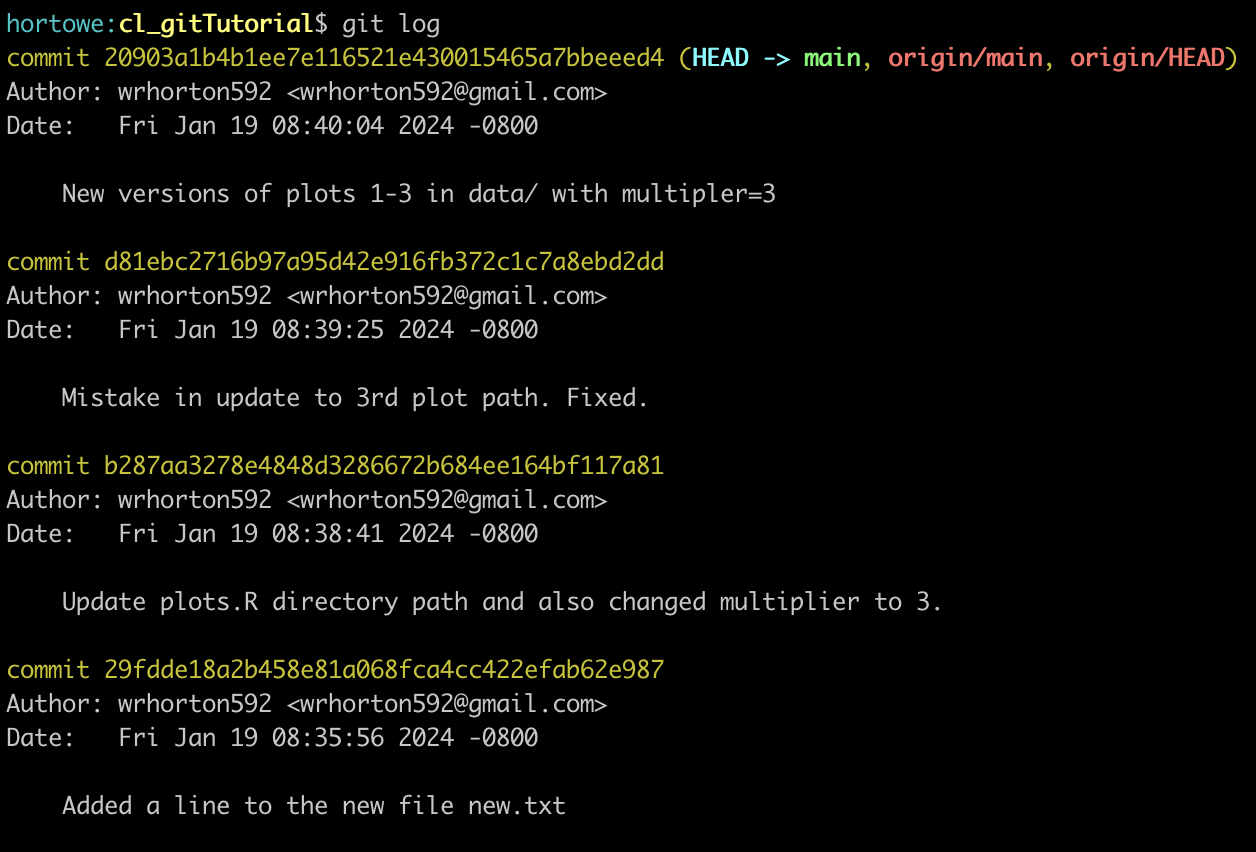 hortowe:cl_gitTutorial$ git log
commit 20903a1b4b1ee7e116521e430015465a7bbeeed4 (HEAD -> main, origin/main, origin/HEAD)
Author: wrhorton592 <wrhorton592@gmail.com>
Date:   Fri Jan 19 08:40:04 2024 -0800
    New versions of plots 1-3 in data/ with multipler=3
commit d81ebc2716b97a95d42e916fb372c1c7a8ebd2dd
Author: wrhorton592 <wrhorton592@gmail.com>
Date:   Fri Jan 19 08:39:25 2024 -0800
    Mistake in update to 3rd plot path. Fixed.
commit b287aa3278e4848d3286672b684ee164bf117a81
Author: wrhorton592 <wrhorton592@gmail.com>
Date:   Fri Jan 19 08:38:41 2024 -0800
    Update plots.R directory path and also changed multiplier to 3.
commit 29fdde18a2b458e81a068fca4cc422efab62e987
Author: wrhorton592 <wrhorton592@gmail.com>
Date:   Fri Jan 19 08:35:56 2024 -0800
    Added a line to the new file new.txt